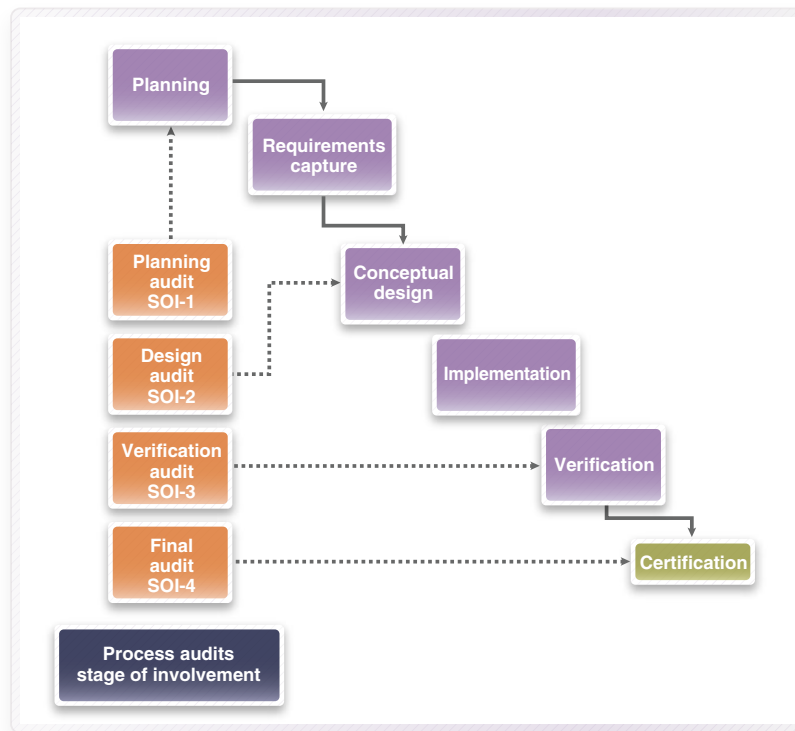 Planning
Requirements
capture
Planning
audit
SOI-1
Conceptual
design
Design
audit
SOI-2
Implementation
Verification
audit
SOI-3
Verification
Final
audit
SOI-4
Certification
Process audits
stage of involvement